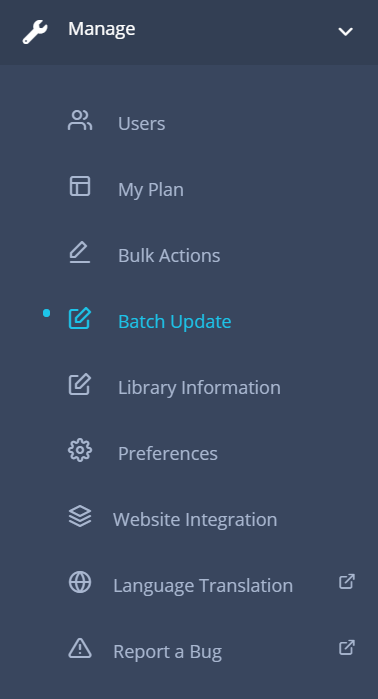 Manage
Users
My Plan
Bulk Actions
Batch Update
Library Information
Preferences
Website Integration
Language Translation
Report a Bug